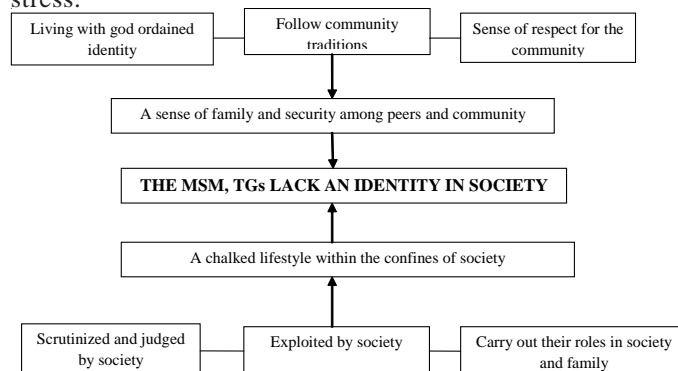 stress.
Living with god ordained
identity
Follow community
traditions
Sense of respect for the
community
A sense of family and security among peers and community
THE MSM, TGs LACK AN IDENTITY IN SOCIETY
A chalked lifestyle within the confines of society
Scrutinized and judged
by society
Exploited by society
Carry out their roles in society
and family